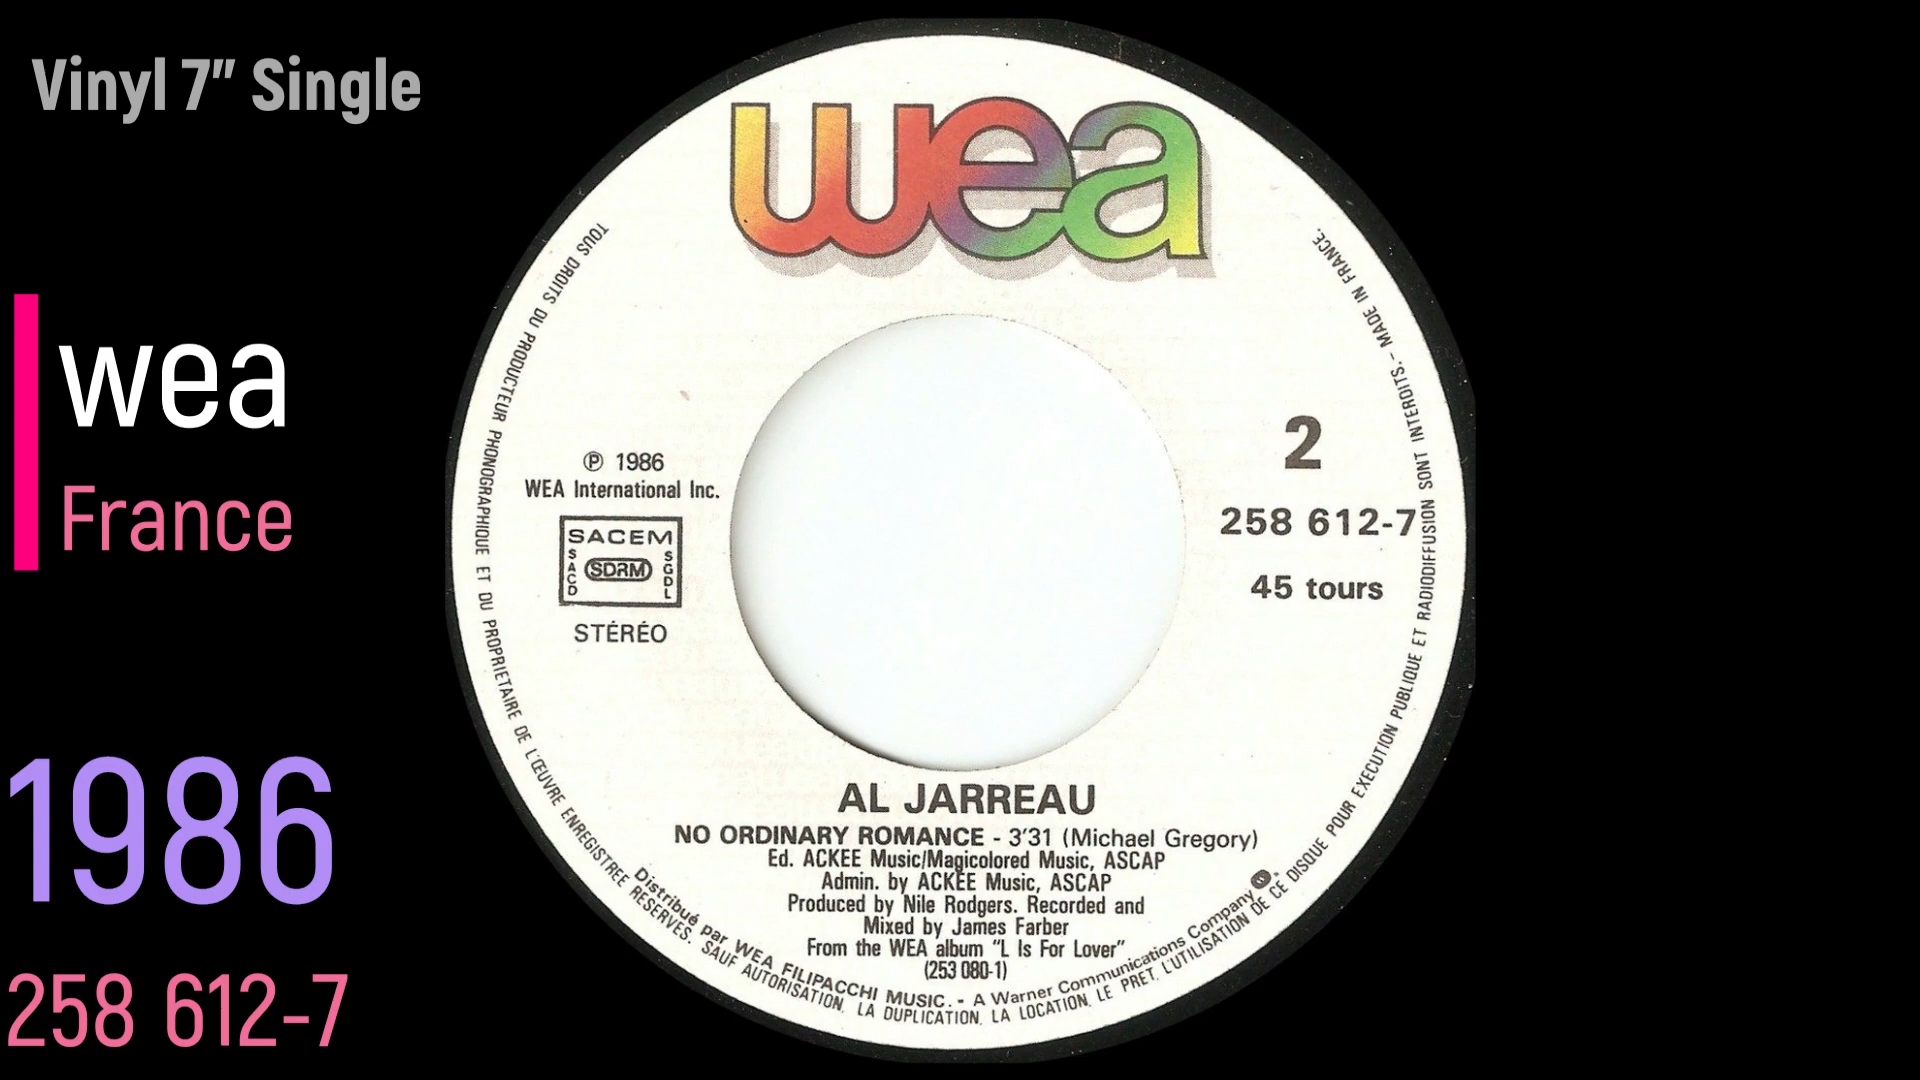 Vinyl 7” Single
wea
France
1986
258 612-7
wea
℗ 1986
WEA International Inc.
SACEM
SACD
SDRM
SGDL
STÉRÉO
2
258 612-7
45 tours
AL JARREAU
NO ORDINARY ROMANCE - 3'31 (Michael Gregory)
Ed. ACKEE Music/Magicolored Music, ASCAP
Admin. by ACKEE Music, ASCAP
Produced by Nile Rodgers. Recorded and
Mixed by James Farber
From the WEA album “L Is For Lover”
(253 080-1)
Distribué par WEA FILIPACCHI MUSIC. - A Warner Communications Company
TOUS DROITS DU PRODUCTEUR PHONOGRAPHIQUE ET DU PROPRIETAIRE DE L'ŒUVRE ENREGISTREE RESERVES. SAUF AUTORISATION, LA DUPLICATION, LA LOCATION, LE PRET, L'UTILISATION DE CE DISQUE POUR EXECUTION PUBLIQUE ET RADIODIFFUSION SONT INTERDITS. - MADE IN FRANCE.